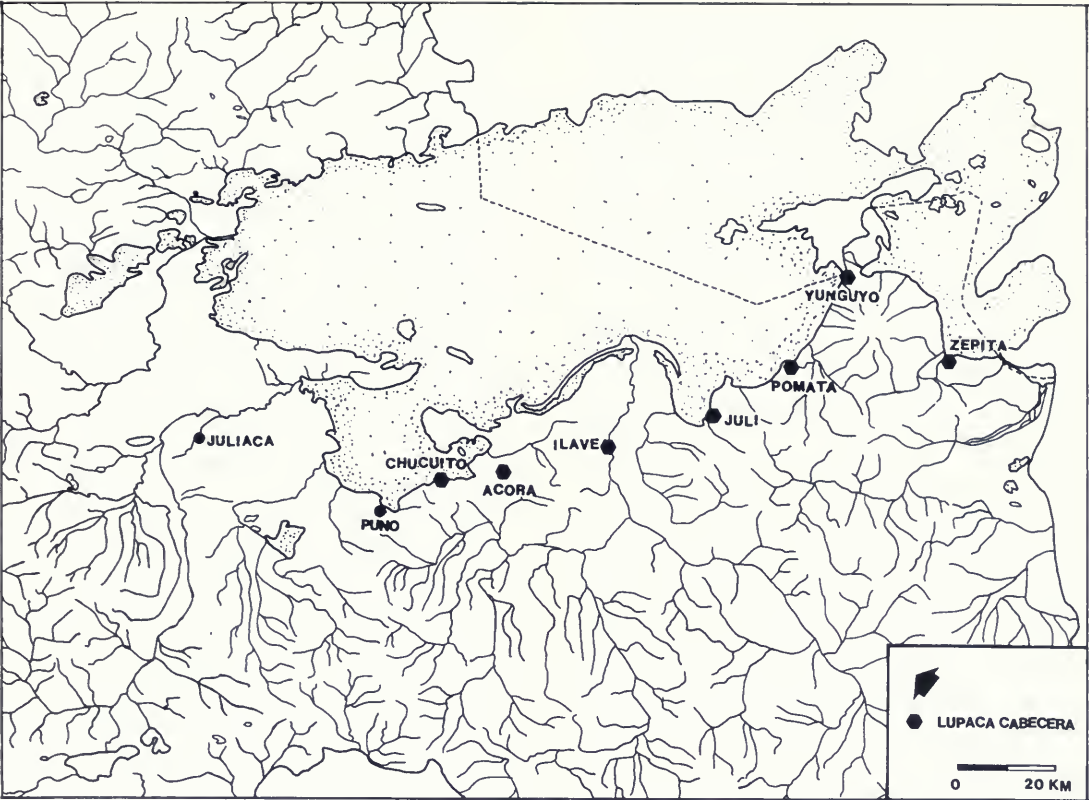 YUNGUYO
ZEPITA
POMATA
JULI
JULIACA
ILAVE
CHUCUITO
ACORA
PUNO
LUPACA CABECERA
0 20 KM